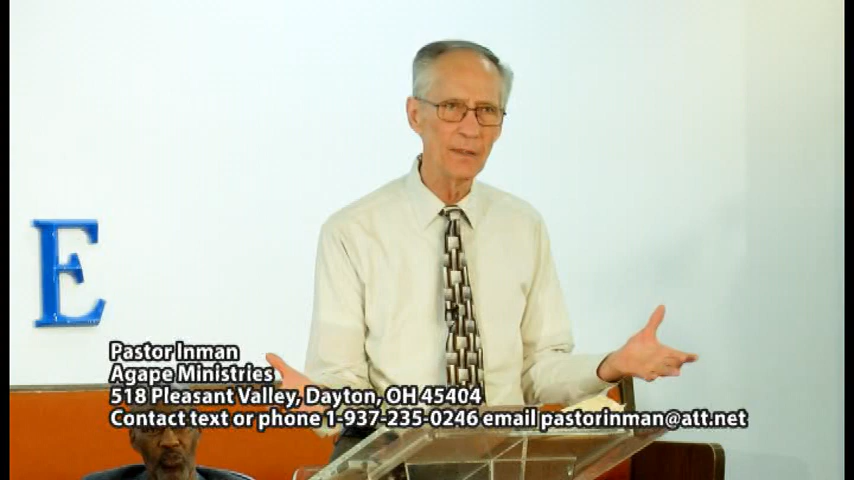 E
Pastor Inman
Agape Ministries
518 Pleasant Valley, Dayton, OH 45404
Contact text or phone 1-937-235-0246 email pastorinman@att.net